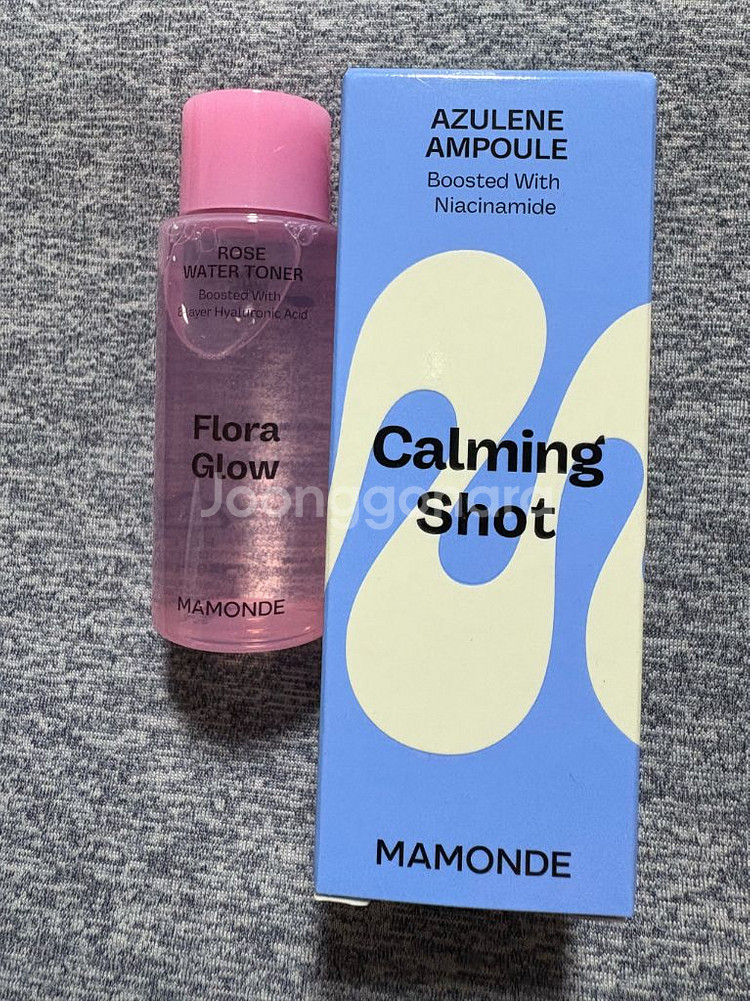 ROSE
WATER TONER
Boosted With
Layer Hyaluronic Acid
Flora
Glow
MAMONDE
AZULENE
AMPOULE
Boosted With
Niacinamide
Calming
Shot
MAMONDE
Joonggonara